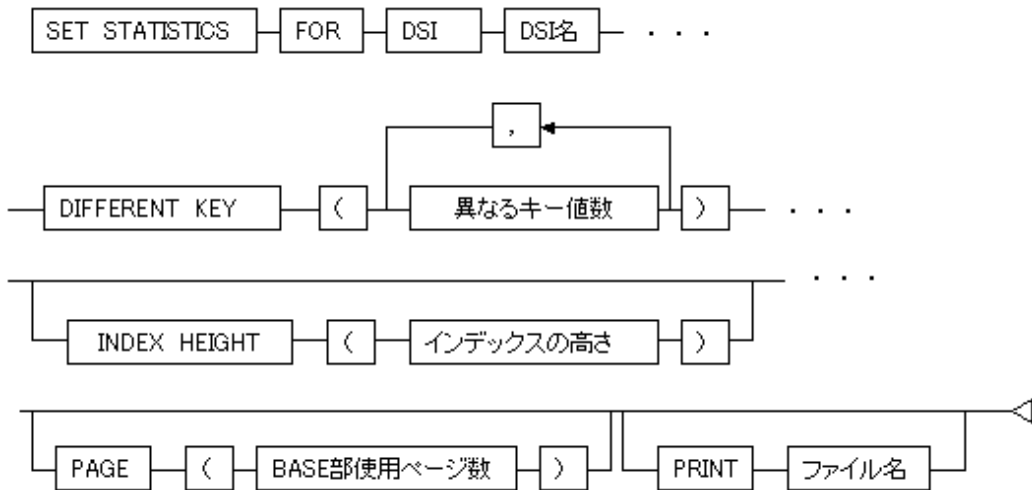 SET STATISTICS FOR DSI DSI名 ・・・
,
DIFFERENT KEY ( 異なるキー値数 ) ・・・
・・・
INDEX HEIGHT ( インデックスの高さ )
PAGE ( BASE部使用ページ数 ) PRINT ファイル名